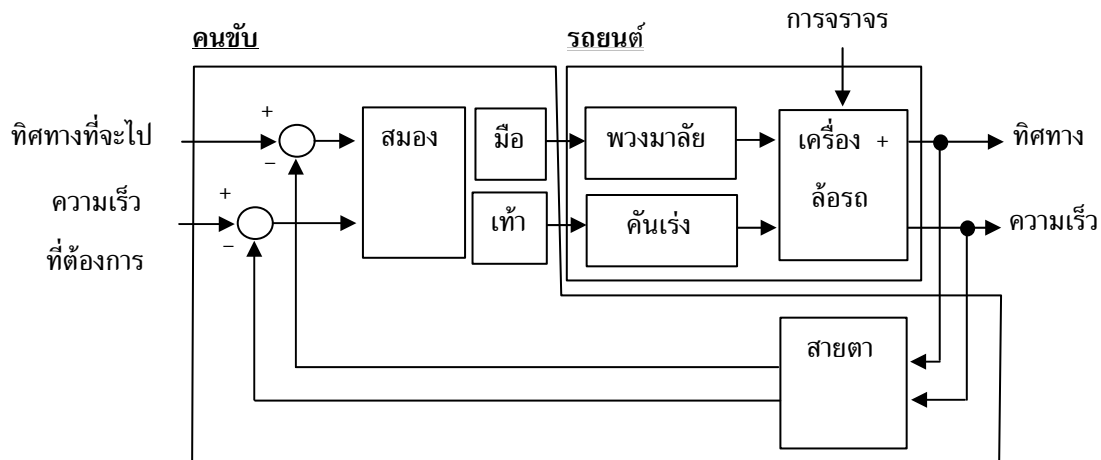 การจราจร
คนขับ
รถยนต์
+
ทิศทางที่จะไป
−
สมอง
มือ
พวงมาลัย
เครื่อง +
ล้อรถ
ทิศทาง
ความเร็ว
ที่ต้องการ
+
−
เท้า
คันเร่ง
ความเร็ว
สายตา